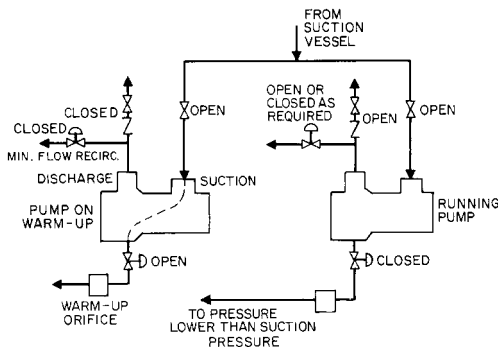 FROM
SUCTION
VESSEL
CLOSED
OPEN
OPEN OR
CLOSED AS
REQUIRED
OPEN
OPEN
CLOSED
MIN. FLOW RECIRC.
DISCHARGE
SUCTION
PUMP ON
WARM-UP
RUNNING
PUMP
OPEN
CLOSED
WARM-UP
ORIFICE
TO PRESSURE
LOWER THAN SUCTION
PRESSURE